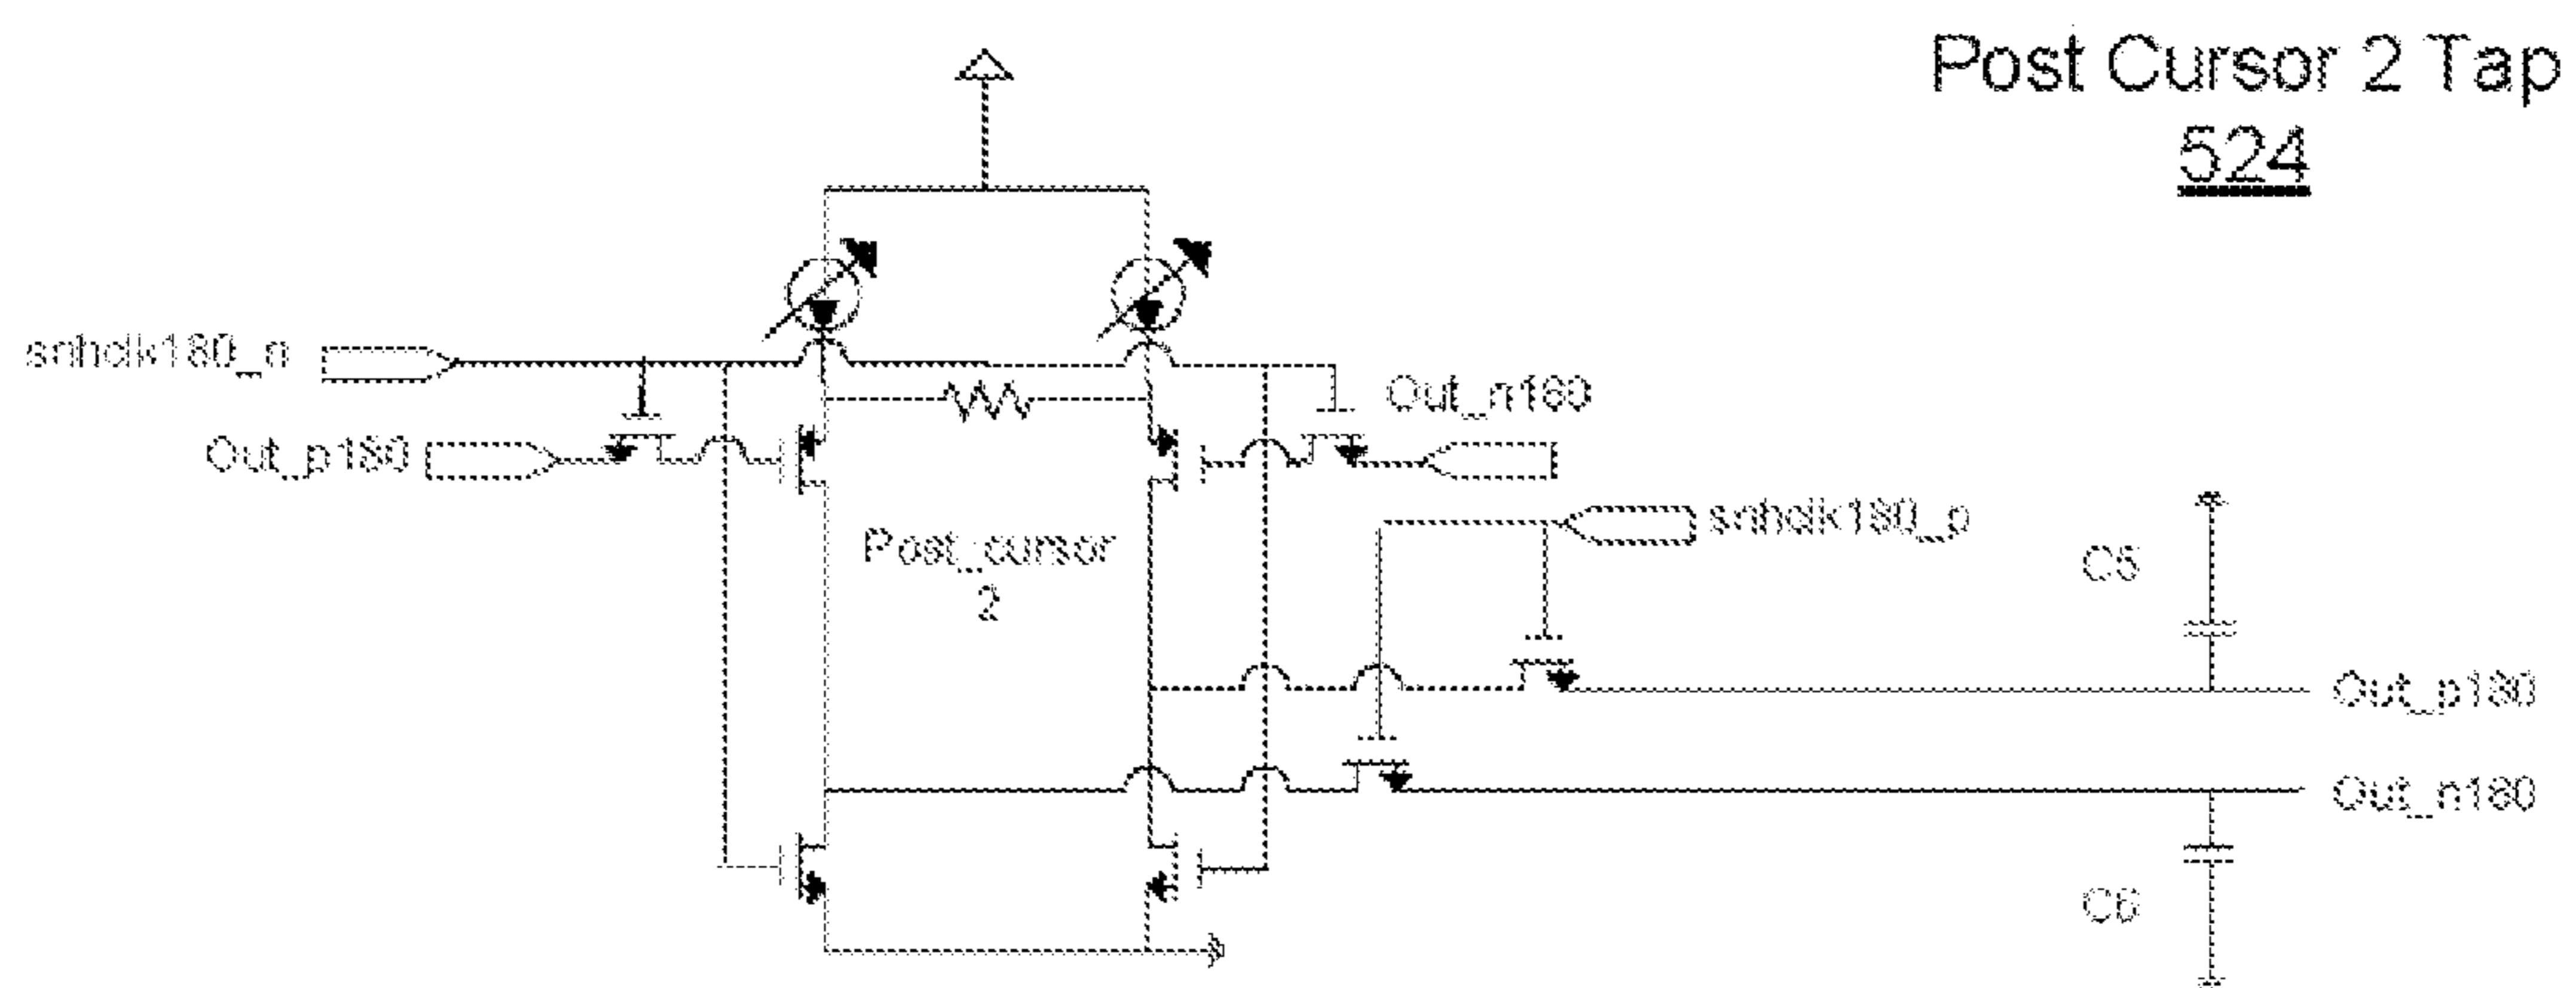 Post Cursor 2 Tap
524
snhclk180_n
Out_n180
Out_p180
snhclk180_p
Post_cursor
2
C5
Out_p180
Out_n180
C6